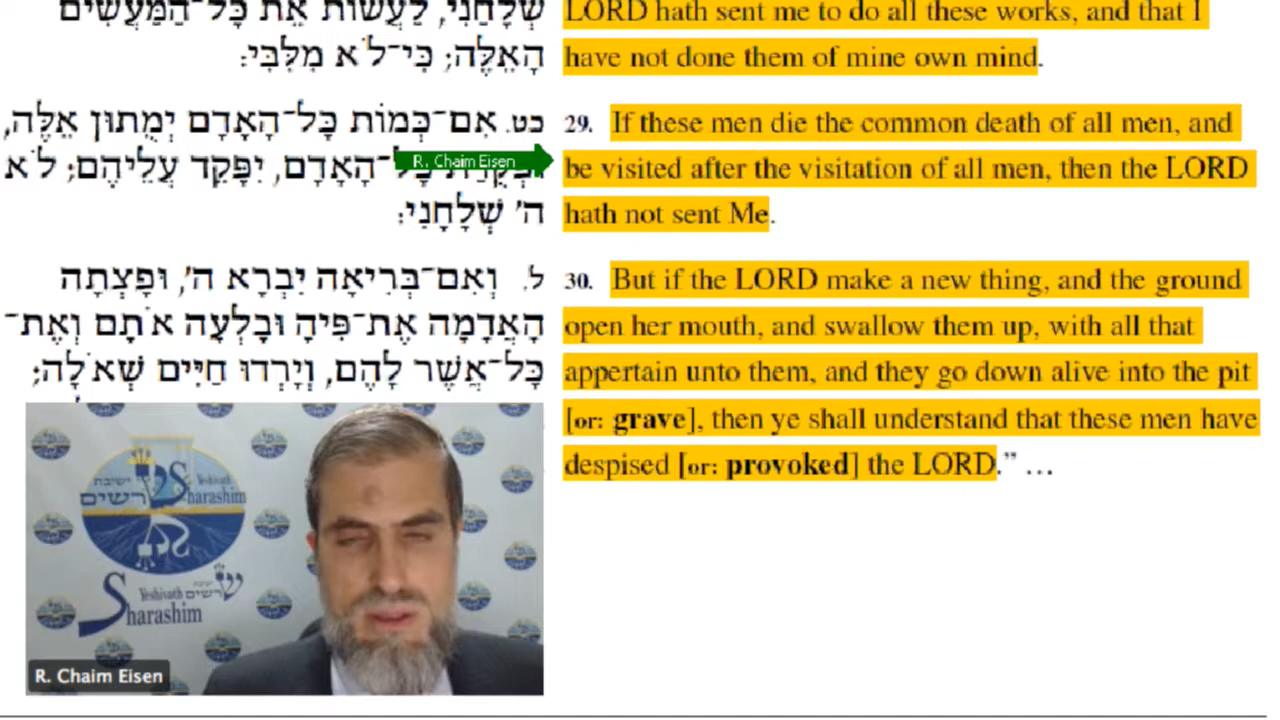 שְׁלָחַנִי, לַעֲשׂוֹת אֵת כָּל־הַמַּעֲשִׂים
הָאֵלֶּה; כִּי־לֹא מִלִּבִּי:
כט. אִם־כְּמוֹת כָּל־הָאָדָם יְמֻתוּן אֵלֶּה,
כָּל־הָאָדָם, יִפָּקֵד עֲלֵיהֶם; לֹא
ה' שְׁלָחָנִי:
ל. וְאִם־בְּרִיאָה יִבְרָא ה', וּפָצְתָה
הָאֲדָמָה אֶת־פִּיהָ וּבָלְעָה אֹתָם וְאֶת־
כָּל־אֲשֶׁר לָהֶם, וְיָרְדוּ חַיִּים שְׁאֹלָה;
LORD hath sent me to do all these works, and that I
have not done them of mine own mind.
29. If these men die the common death of all men, and
be visited after the visitation of all men, then the LORD
hath not sent Me.
30. But if the LORD make a new thing, and the ground
open her mouth, and swallow them up, with all that
appertain unto them, and they go down alive into the pit
[or: grave], then ye shall understand that these men have
despised [or: provoked] the LORD.” …
R. Chaim Eisen
ישיבת
שרשים
Yeshivath
Sharashim
R. Chaim Eisen